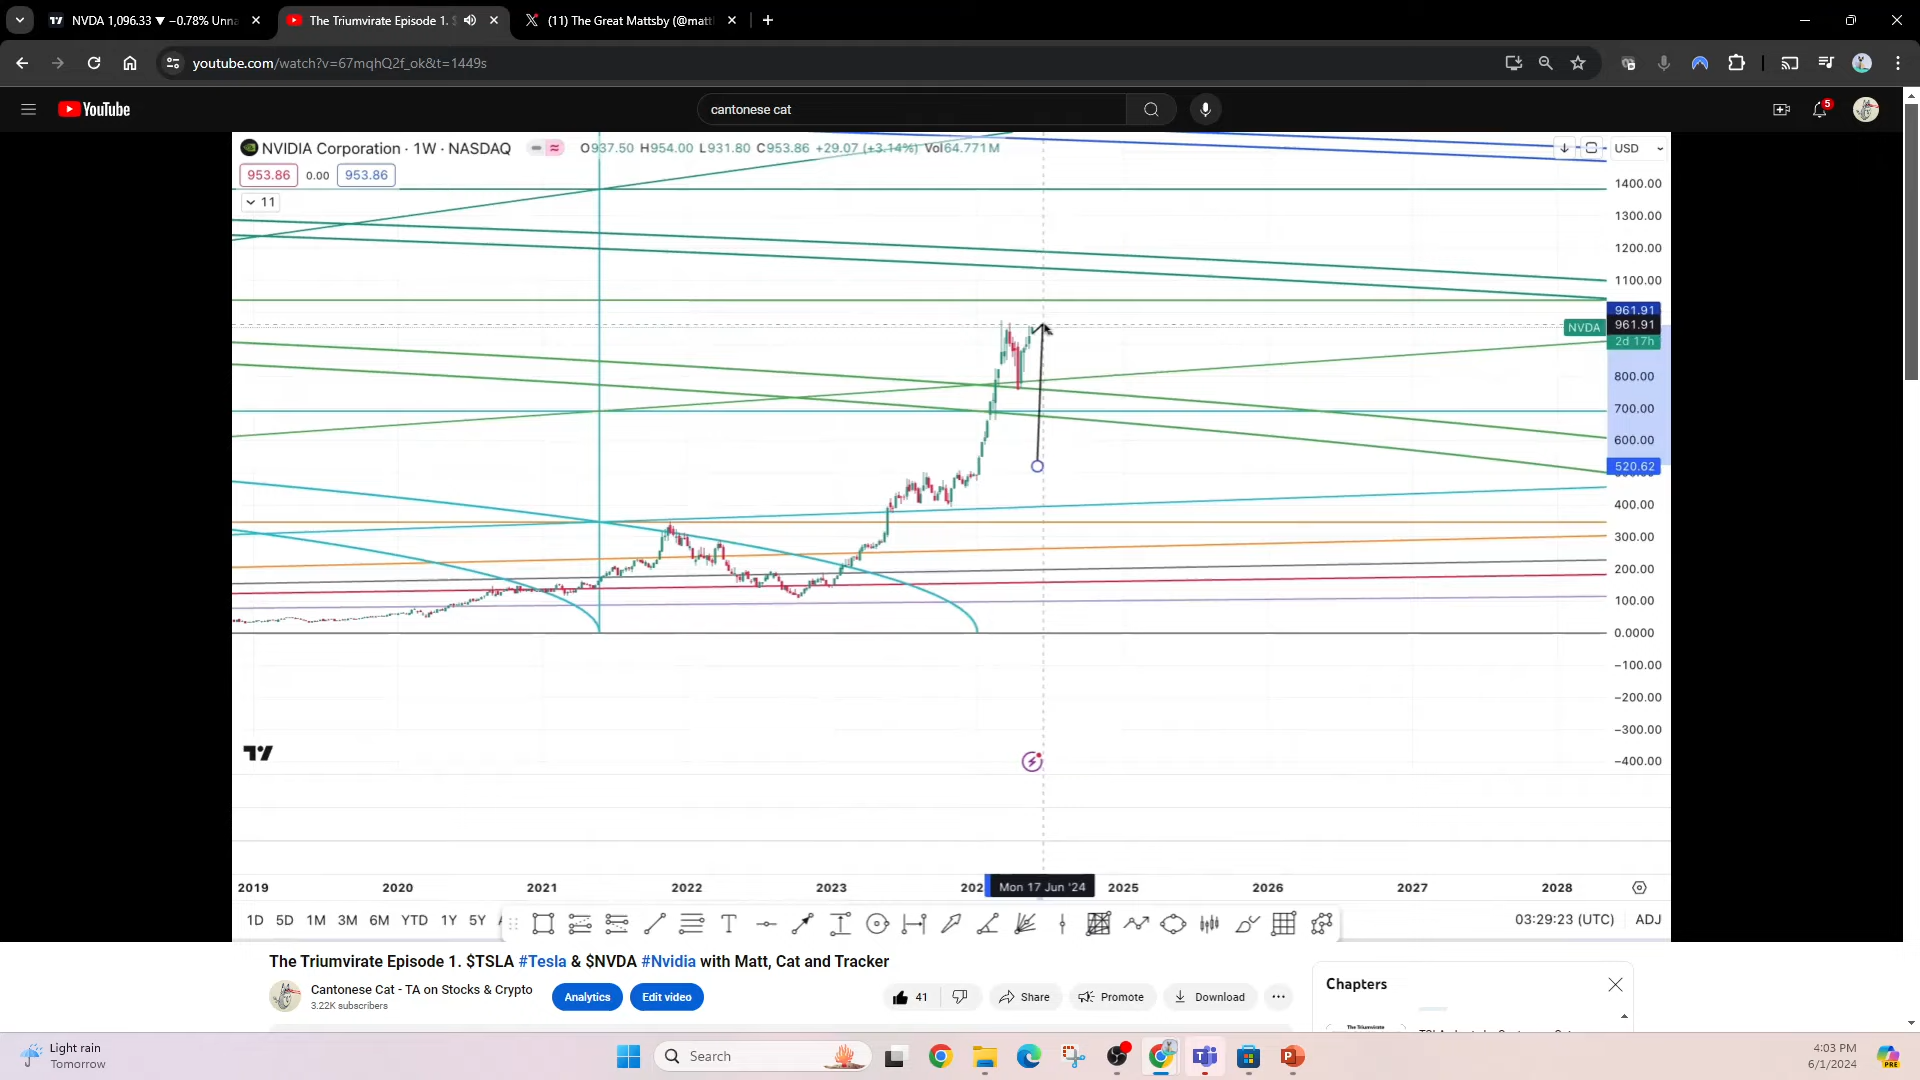 NVDA 1,096.33 ▼ −0.78% Unna
The Triumvirate Episode 1. $
(11) The Great Mattsby (@matt
youtube.com/watch?v=67mqhQ2f_ok&t=1449s
YouTube
cantonese cat
5
NVIDIA Corporation · 1W · NASDAQ O937.50 H954.00 L931.80 C953.86 +29.07 (+3.14%) Vol64.771M
USD
953.86 0.00 953.86
11
1400.00
1300.00
1200.00
1100.00
961.91
961.91
NVDA
2d 17h
800.00
700.00
600.00
520.62
400.00
300.00
200.00
100.00
0.0000
−100.00
−200.00
−300.00
−400.00
2019 2020 2021 2022 2023 202 Mon 17 Jun '24 2025 2026 2027 2028
1D 5D 1M 3M 6M YTD 1Y 5Y
03:29:23 (UTC) ADJ
The Triumvirate Episode 1. $TSLA #Tesla & $NVDA #Nvidia with Matt, Cat and Tracker
Cantonese Cat - TA on Stocks & Crypto
3.22K subscribers
Analytics
Edit video
41
Share
Promote
Download
Chapters
Light rain
Tomorrow
Search
4:03 PM
6/1/2024